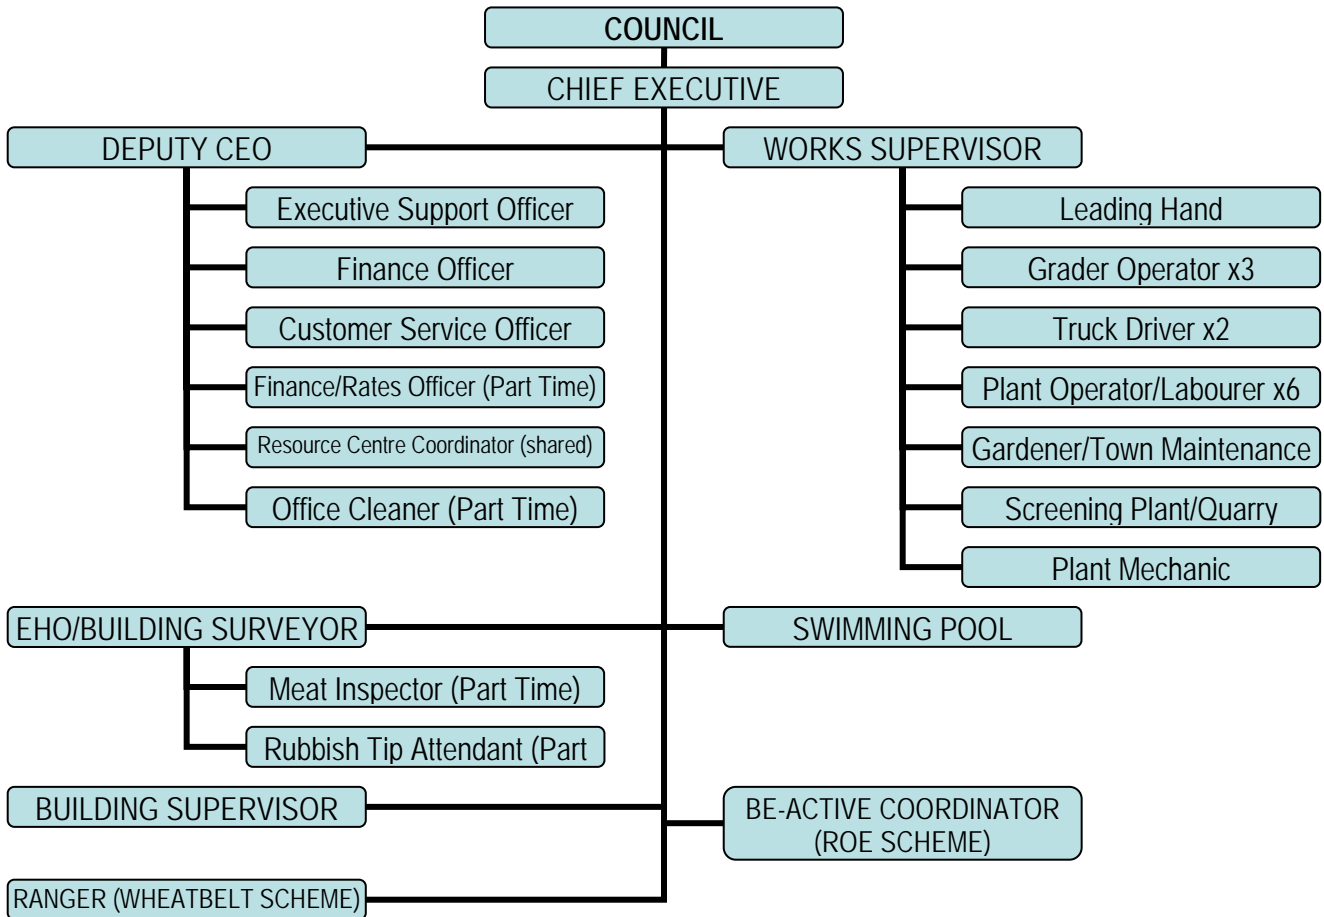 COUNCIL
CHIEF EXECUTIVE
DEPUTY CEO
Executive Support Officer
Finance Officer
Customer Service Officer
Finance/Rates Officer (Part Time)
Resource Centre Coordinator (shared)
Office Cleaner (Part Time)
WORKS SUPERVISOR
Leading Hand
Grader Operator x3
Truck Driver x2
Plant Operator/Labourer x6
Gardener/Town Maintenance
Screening Plant/Quarry
Plant Mechanic
EHO/BUILDING SURVEYOR
Meat Inspector (Part Time)
Rubbish Tip Attendant (Part
SWIMMING POOL
BUILDING SUPERVISOR
BE-ACTIVE COORDINATOR
(ROE SCHEME)
RANGER (WHEATBELT SCHEME)